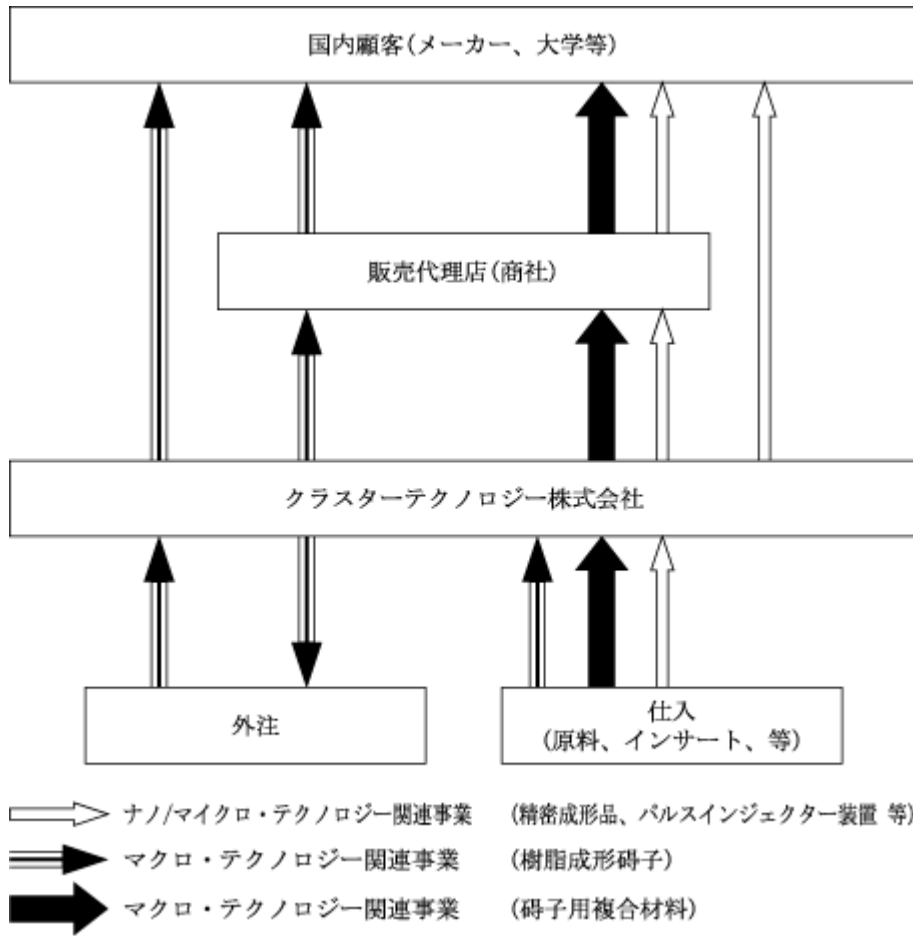 国内顧客(メーカー、大学等)
販売代理店(商社)
クラスターテクノロジー株式会社
外注
仕入
(原料、インサート、等)
ナノ/マイクロ・テクノロジー関連事業 (精密成形品、パルスインジェクター装置 等)
マクロ・テクノロジー関連事業 (樹脂成形碍子)
マクロ・テクノロジー関連事業 (碍子用複合材料)